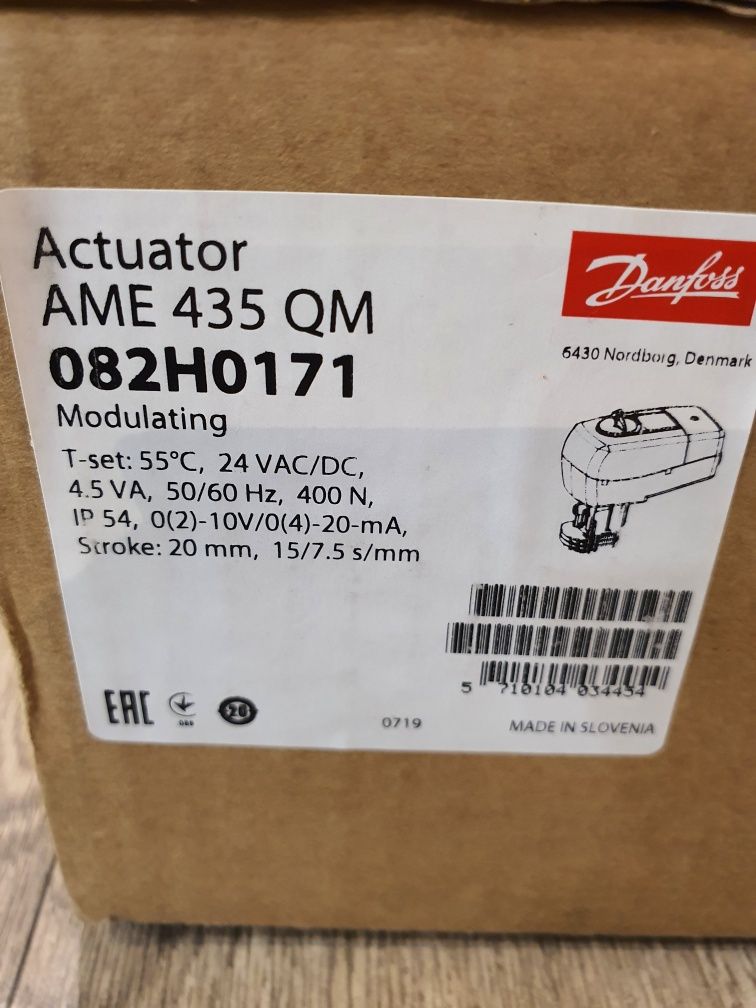 Actuator
AME 435 QM
082H0171
Modulating
T-set: 55°C, 24 VAC/DC,
4.5 VA, 50/60 Hz, 400 N,
IP 54, 0(2)-10V/0(4)-20-mA,
Stroke: 20 mm, 15/7.5 s/mm
Danfoss
6430 Nordborg, Denmark
5 710104 034454
EAC
0719
MADE IN SLOVENIA